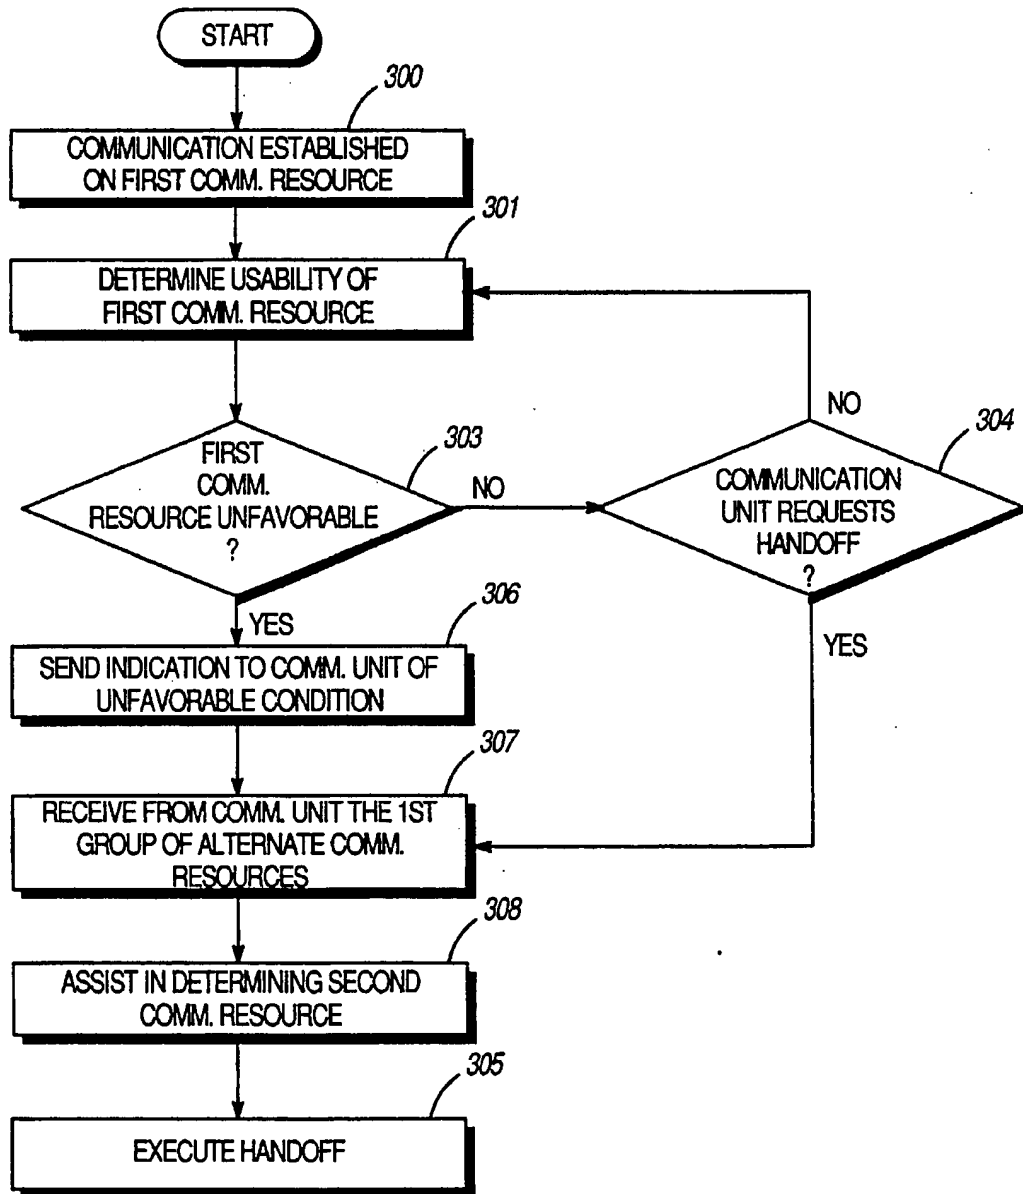 START
300
COMMUNICATION ESTABLISHED
ON FIRST COMM. RESOURCE
301
DETERMINE USABILITY OF
FIRST COMM. RESOURCE
NO
303
304
FIRST
COMM.
RESOURCE UNFAVORABLE
?
NO
COMMUNICATION
UNIT REQUESTS
HANDOFF
?
YES
306
YES
SEND INDICATION TO COMM. UNIT OF
UNFAVORABLE CONDITION
307
RECEIVE FROM COMM. UNIT THE 1ST
GROUP OF ALTERNATE COMM.
RESOURCES
308
ASSIST IN DETERMINING SECOND
COMM. RESOURCE
305
EXECUTE HANDOFF